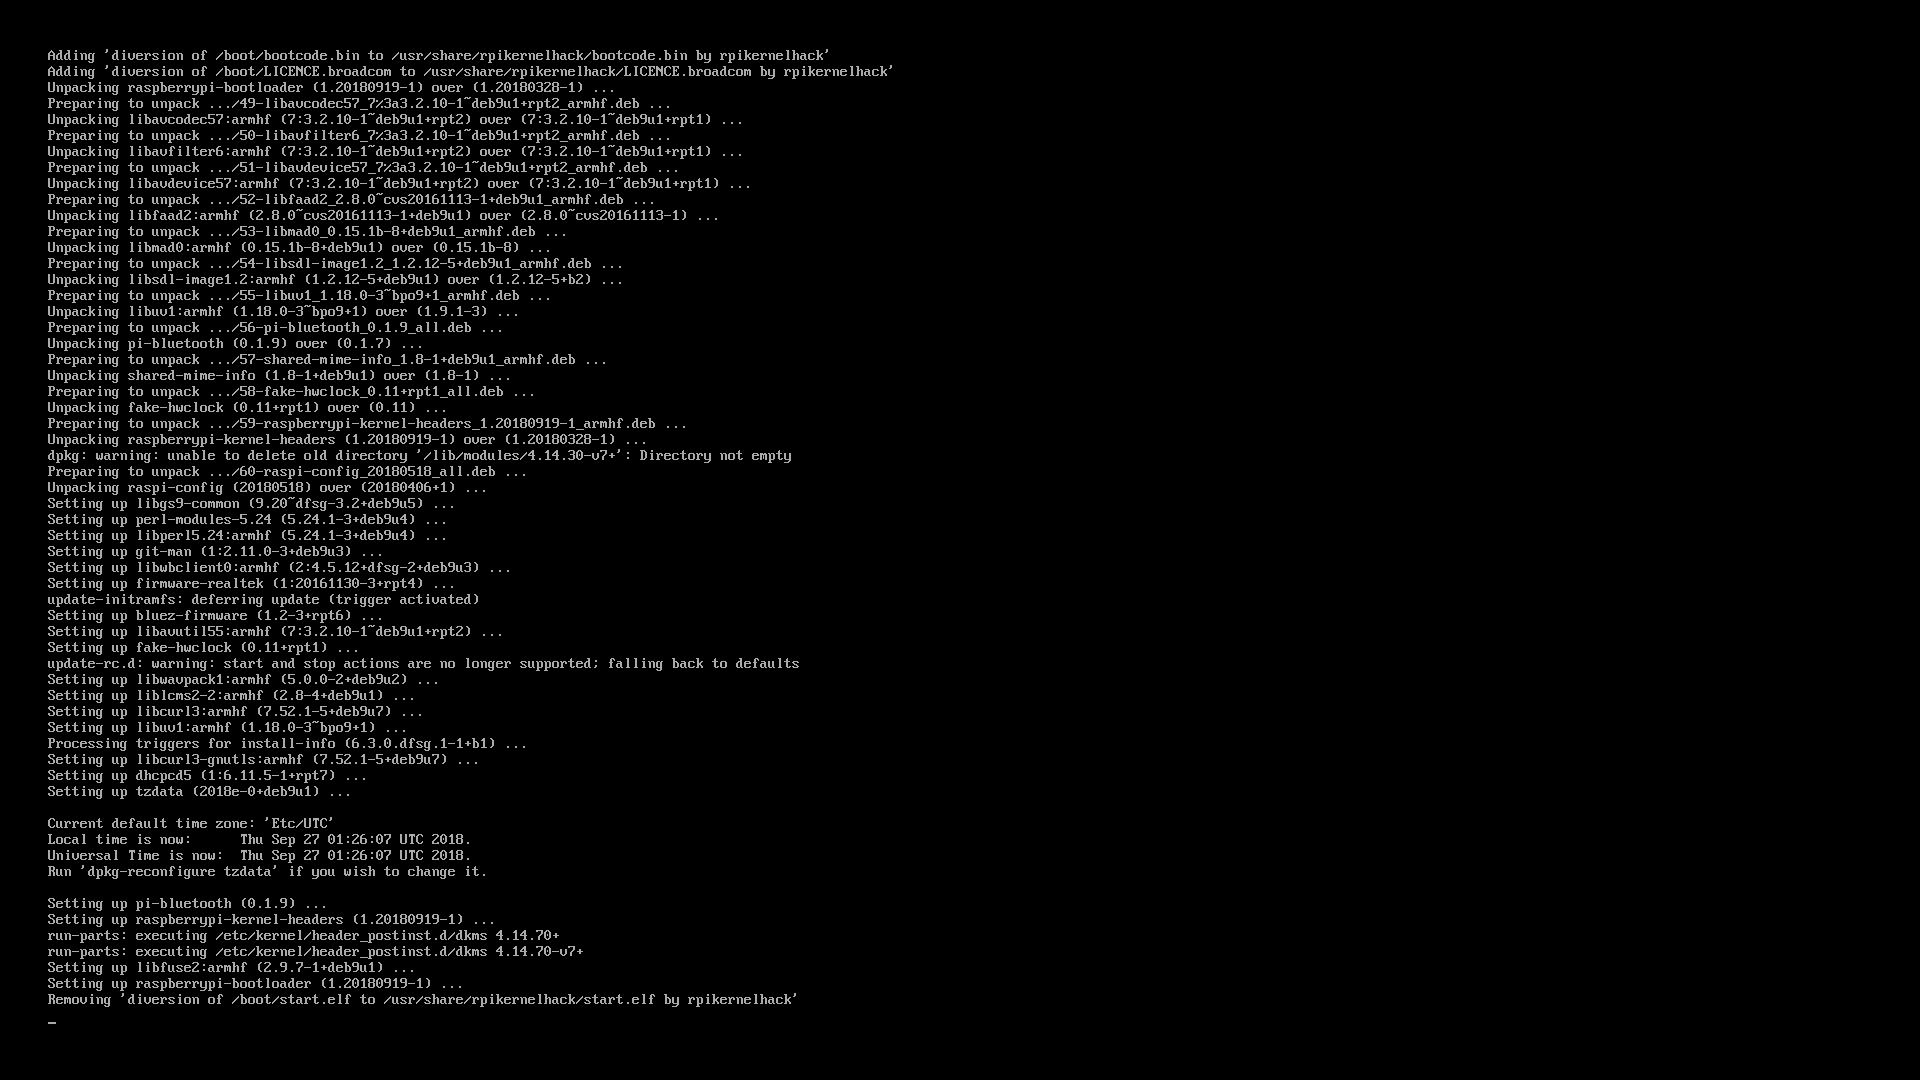 Adding 'diversion of /boot/bootcode.bin to /usr/share/rpikernelhack/bootcode.bin by rpikernelhack'
Adding 'diversion of /boot/LICENCE.broadcom to /usr/share/rpikernelhack/LICENCE.broadcom by rpikernelhack'
Unpacking raspberrypi-bootloader (1.20180919-1) over (1.20180328-1) ...
Preparing to unpack .../49-libavcodec57_7%3a3.2.10-1~deb9u1+rpt2_armhf.deb ...
Unpacking libavcodec57:armhf (7:3.2.10-1~deb9u1+rpt2) over (7:3.2.10-1~deb9u1+rpt1) ...
Preparing to unpack .../50-libavfilter6_7%3a3.2.10-1~deb9u1+rpt2_armhf.deb ...
Unpacking libavfilter6:armhf (7:3.2.10-1~deb9u1+rpt2) over (7:3.2.10-1~deb9u1+rpt1) ...
Preparing to unpack .../51-libavdevice57_7%3a3.2.10-1~deb9u1+rpt2_armhf.deb ...
Unpacking libavdevice57:armhf (7:3.2.10-1~deb9u1+rpt2) over (7:3.2.10-1~deb9u1+rpt1) ...
Preparing to unpack .../52-libfaad2_2.8.0~cvs20161113-1+deb9u1_armhf.deb ...
Unpacking libfaad2:armhf (2.8.0~cvs20161113-1+deb9u1) over (2.8.0~cvs20161113-1) ...
Preparing to unpack .../53-libmad0_0.15.1b-8+deb9u1_armhf.deb ...
Unpacking libmad0:armhf (0.15.1b-8+deb9u1) over (0.15.1b-8) ...
Preparing to unpack .../54-libsdl-image1.2_1.2.12-5+deb9u1_armhf.deb ...
Unpacking libsdl-image1.2:armhf (1.2.12-5+deb9u1) over (1.2.12-5+b2) ...
Preparing to unpack .../55-libuv1_1.18.0-3~bpo9+1_armhf.deb ...
Unpacking libuv1:armhf (1.18.0-3~bpo9+1) over (1.9.1-3) ...
Preparing to unpack .../56-pi-bluetooth_0.1.9_all.deb ...
Unpacking pi-bluetooth (0.1.9) over (0.1.7) ...
Preparing to unpack .../57-shared-mime-info_1.8-1+deb9u1_armhf.deb ...
Unpacking shared-mime-info (1.8-1+deb9u1) over (1.8-1) ...
Preparing to unpack .../58-fake-hwclock_0.11+rpt1_all.deb ...
Unpacking fake-hwclock (0.11+rpt1) over (0.11) ...
Preparing to unpack .../59-raspberrypi-kernel-headers_1.20180919-1_armhf.deb ...
Unpacking raspberrypi-kernel-headers (1.20180919-1) over (1.20180328-1) ...
dpkg: warning: unable to delete old directory '/lib/modules/4.14.30-v7+': Directory not empty
Preparing to unpack .../60-raspi-config_20180518_all.deb ...
Unpacking raspi-config (20180518) over (20180406+1) ...
Setting up libgs9-common (9.20~dfsg-3.2+deb9u5) ...
Setting up perl-modules-5.24 (5.24.1-3+deb9u4) ...
Setting up libperl5.24:armhf (5.24.1-3+deb9u4) ...
Setting up git-man (1:2.11.0-3+deb9u3) ...
Setting up libwbclient0:armhf (2:4.5.12+dfsg-2+deb9u3) ...
Setting up firmware-realtek (1:20161130-3+rpt4) ...
update-initramfs: deferring update (trigger activated)
Setting up bluez-firmware (1.2-3+rpt6) ...
Setting up libavutil55:armhf (7:3.2.10-1~deb9u1+rpt2) ...
Setting up fake-hwclock (0.11+rpt1) ...
update-rc.d: warning: start and stop actions are no longer supported; falling back to defaults
Setting up libwavpack1:armhf (5.0.0-2+deb9u2) ...
Setting up liblcms2-2:armhf (2.8-4+deb9u1) ...
Setting up libcurl3:armhf (7.52.1-5+deb9u7) ...
Setting up libuv1:armhf (1.18.0-3~bpo9+1) ...
Processing triggers for install-info (6.3.0.dfsg.1-1+b1) ...
Setting up libcurl3-gnutls:armhf (7.52.1-5+deb9u7) ...
Setting up dhcpcd5 (1:6.11.5-1+rpt7) ...
Setting up tzdata (2018e-0+deb9u1) ...

Current default time zone: 'Etc/UTC'
Local time is now:      Thu Sep 27 01:26:07 UTC 2018.
Universal Time is now:  Thu Sep 27 01:26:07 UTC 2018.
Run 'dpkg-reconfigure tzdata' if you wish to change it.

Setting up pi-bluetooth (0.1.9) ...
Setting up raspberrypi-kernel-headers (1.20180919-1) ...
run-parts: executing /etc/kernel/header_postinst.d/dkms 4.14.70+
run-parts: executing /etc/kernel/header_postinst.d/dkms 4.14.70-v7+
Setting up libfuse2:armhf (2.9.7-1+deb9u1) ...
Setting up raspberrypi-bootloader (1.20180919-1) ...
Removing 'diversion of /boot/start.elf to /usr/share/rpikernelhack/start.elf by rpikernelhack'
_